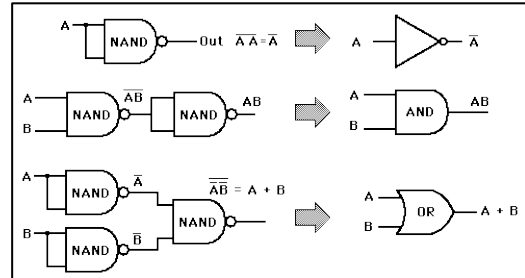 A NAND Out A̅ ̅A̅ = A̅ A A̅
A B NAND A̅B̅ NAND AB A B AND AB
A NAND A̅
B NAND B̅ NAND A̅̅ ̅B̅̅ = A + B A B OR A + B